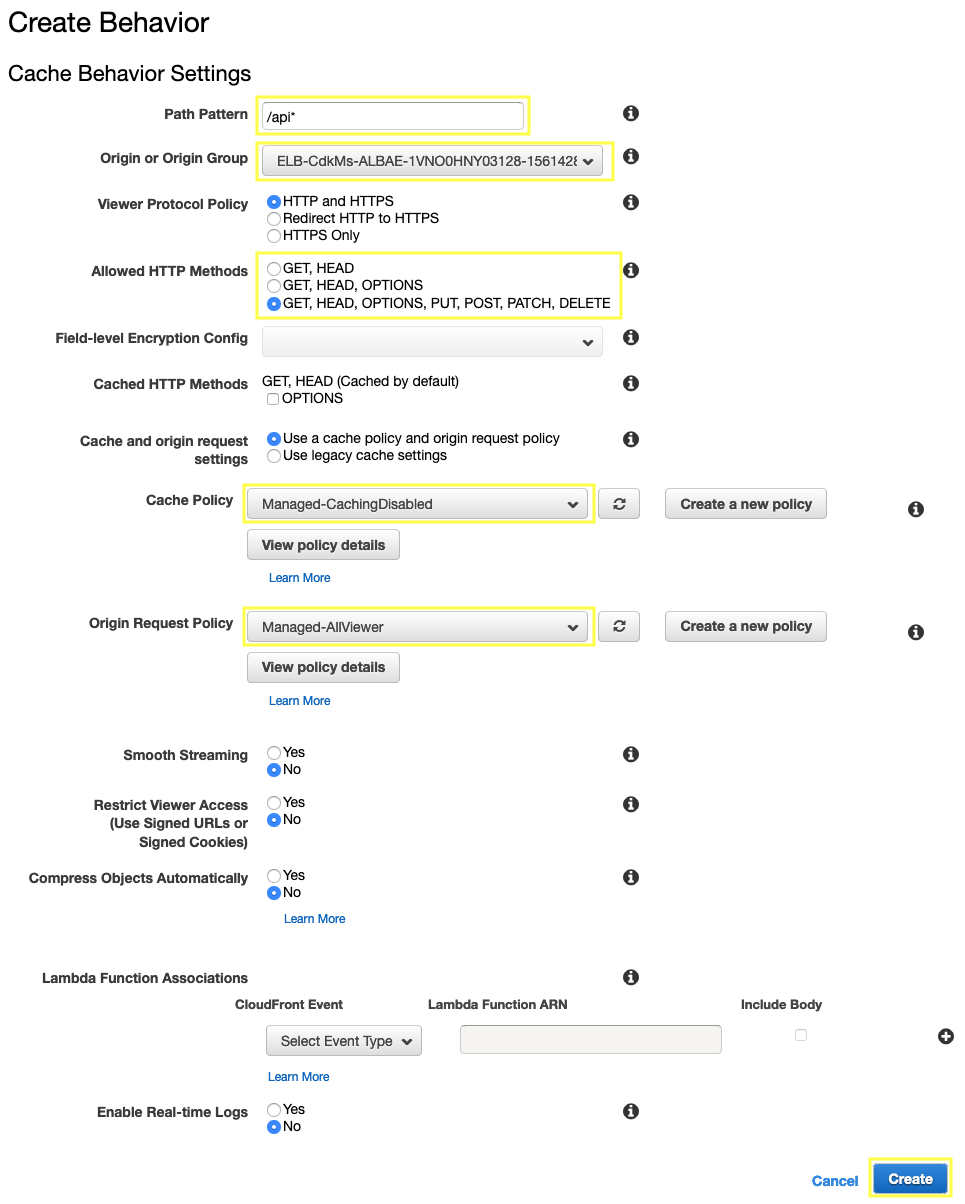 Create Behavior
Cache Behavior Settings
Path Pattern
/api*
Origin or Origin Group
ELB-CdkMs-ALBAE-1VNO0HNY03128-1561428
Viewer Protocol Policy
HTTP and HTTPS
Redirect HTTP to HTTPS
HTTPS Only
Allowed HTTP Methods
GET, HEAD
GET, HEAD, OPTIONS
GET, HEAD, OPTIONS, PUT, POST, PATCH, DELETE
Field-level Encryption Config
Cached HTTP Methods
GET, HEAD (Cached by default)
OPTIONS
Cache and origin request
settings
Use a cache policy and origin request policy
Use legacy cache settings
Cache Policy
Managed-CachingDisabled
Create a new policy
View policy details
Learn More
Origin Request Policy
Managed-AllViewer
Create a new policy
View policy details
Learn More
Smooth Streaming
Yes
No
Restrict Viewer Access
(Use Signed URLs or
Signed Cookies)
Yes
No
Compress Objects Automatically
Yes
No
Learn More
Lambda Function Associations
CloudFront Event
Lambda Function ARN
Include Body
Select Event Type
Learn More
Enable Real-time Logs
Yes
No
Cancel
Create